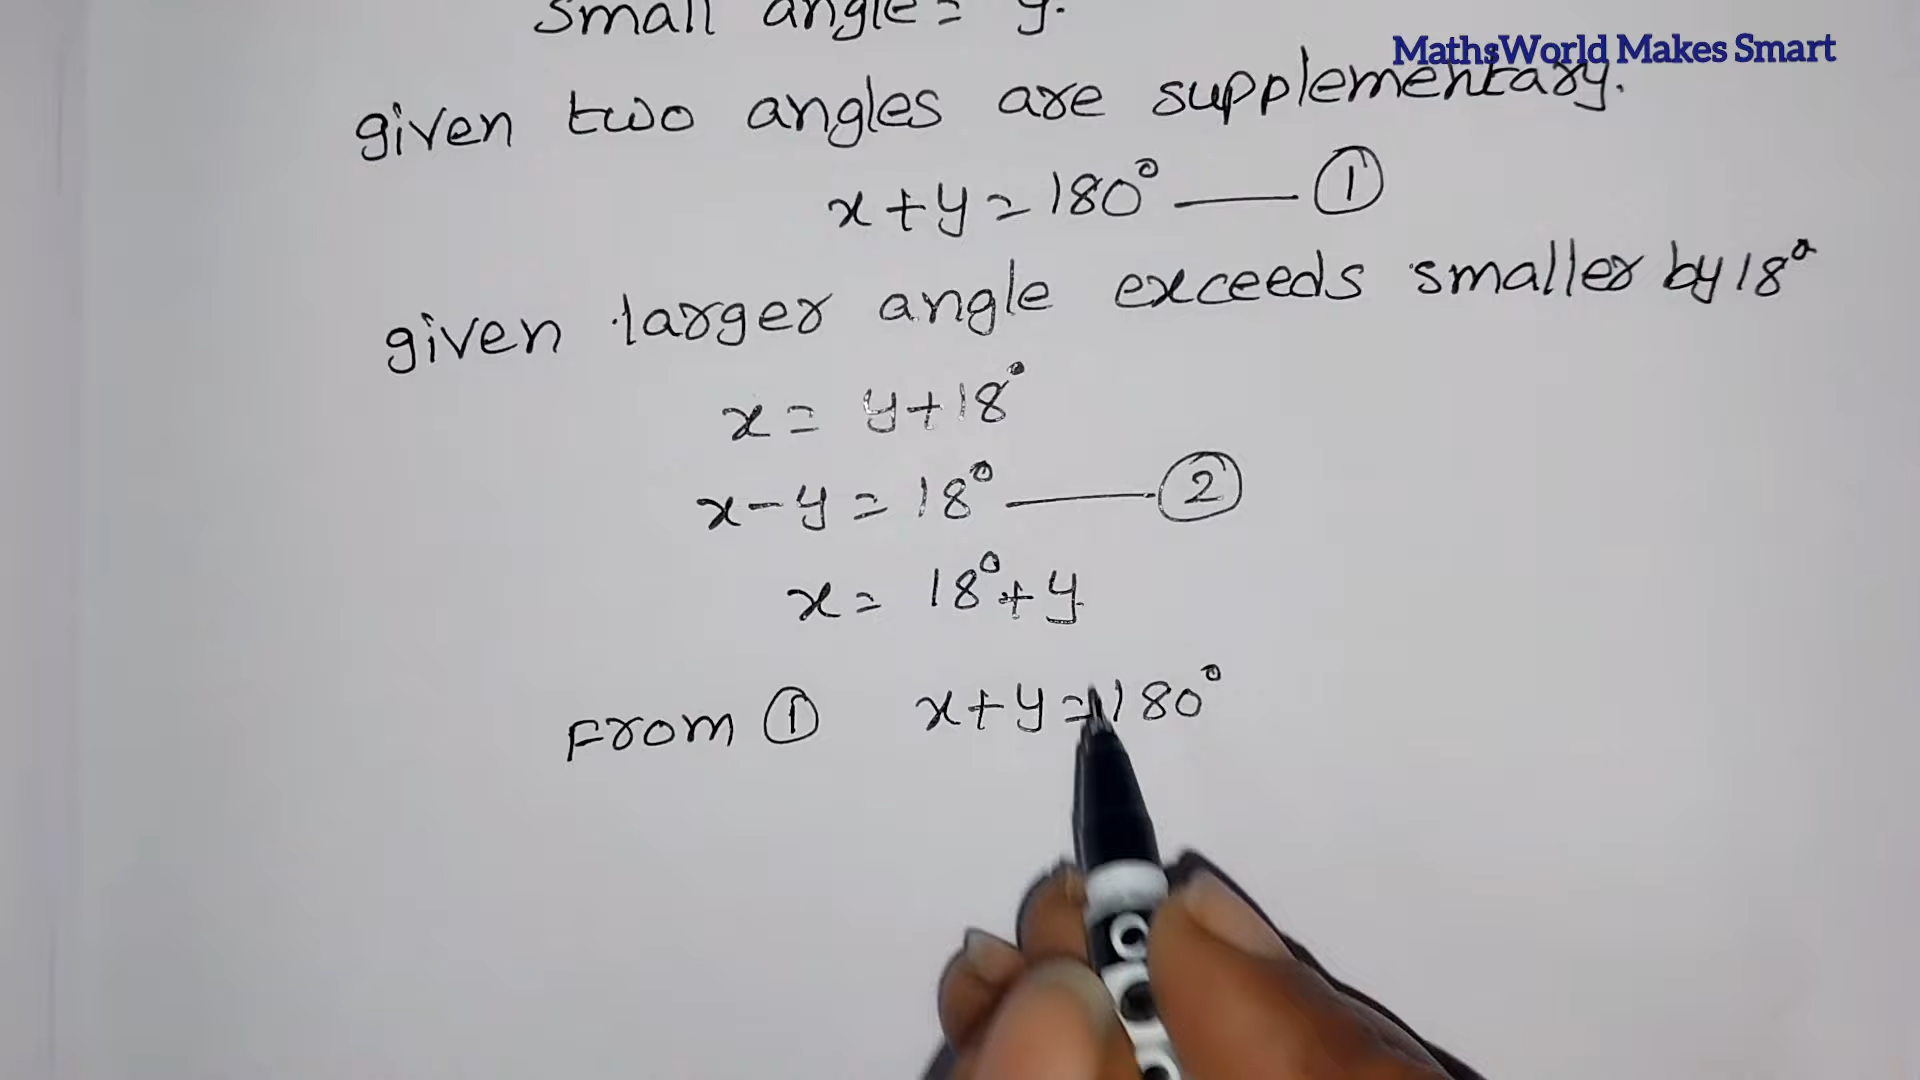 small angle = y.
MathsWorld Makes Smart
given two angles are supplementary.
x+y=180° —— ①
given larger angle exceeds smaller by 18°
x = y+18°
x-y = 18° —— ②
x = 18°+y
From ① x+y=180°